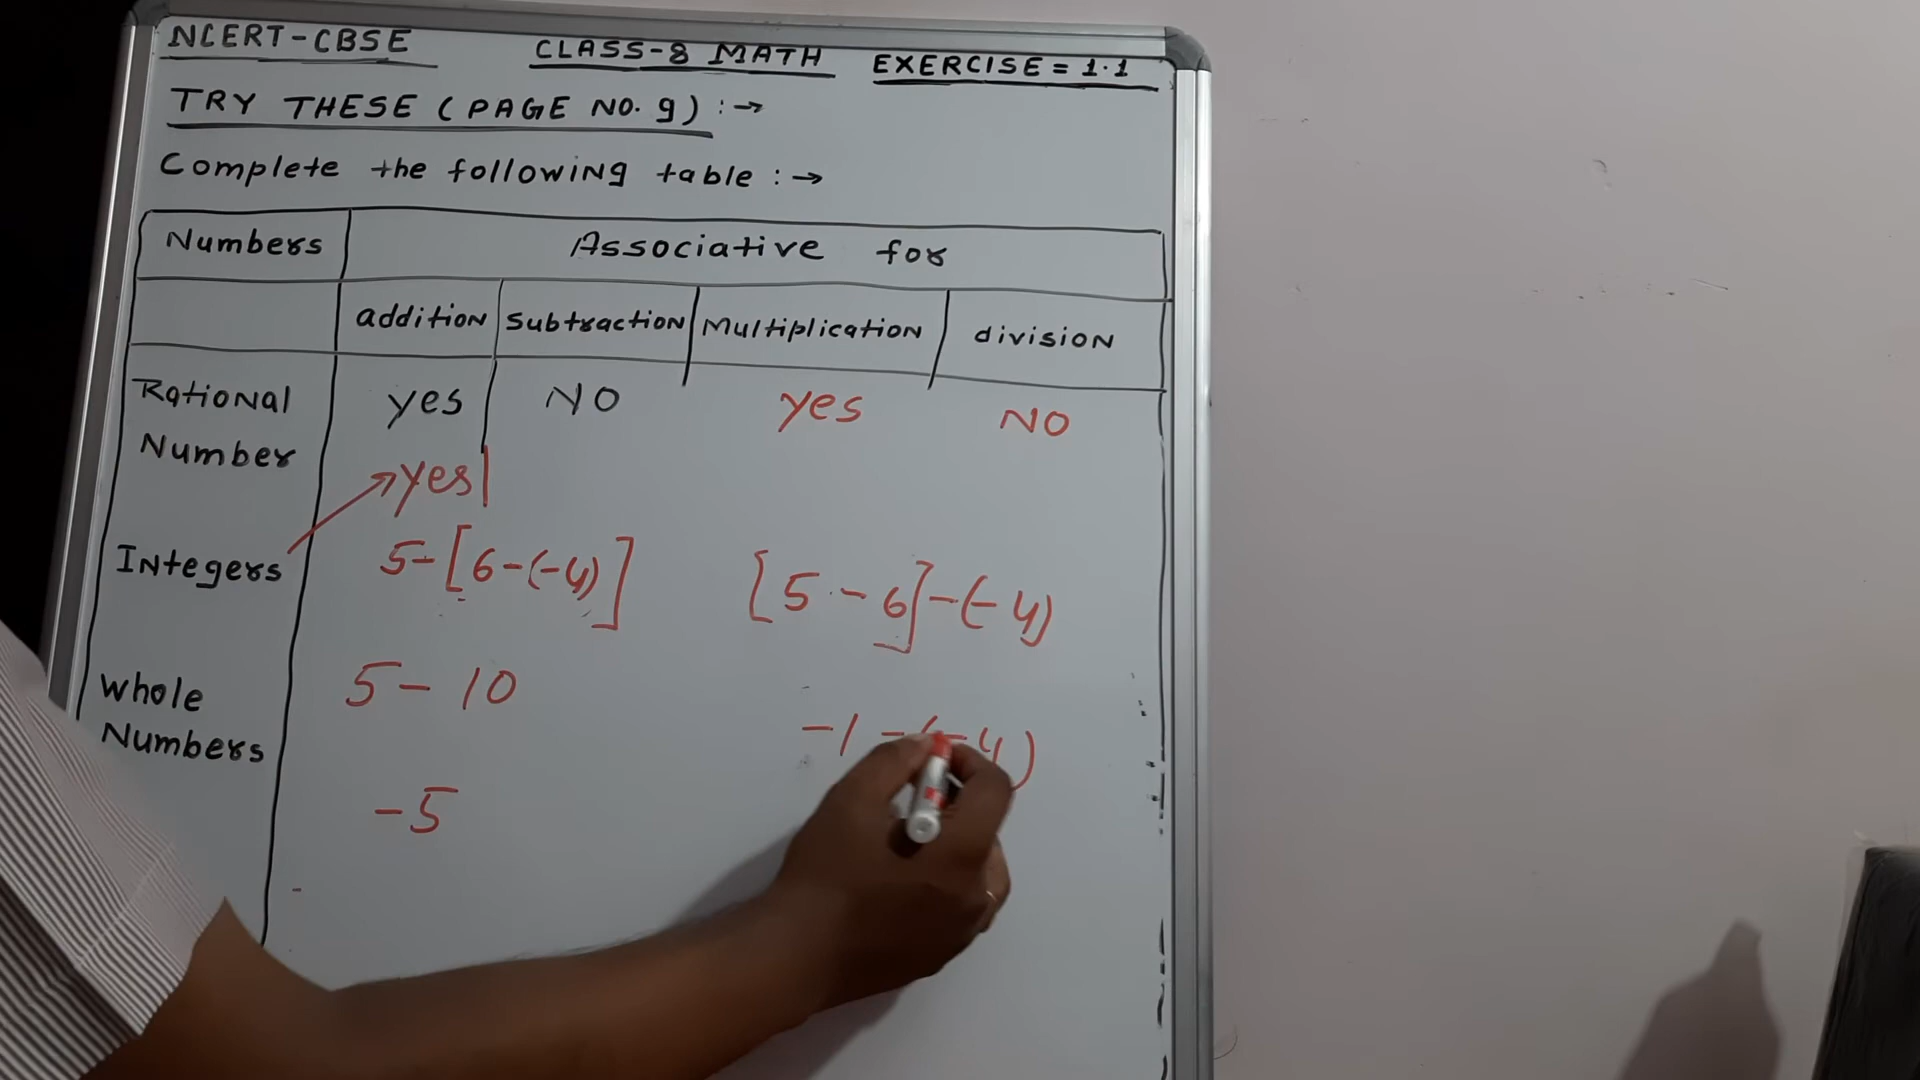 NCERT-CBSE CLASS-8 MATH EXERCISE = 1.1
TRY THESE (PAGE NO. 9) :→
Complete the following table :→
Numbers Associative for
addition Subtraction Multiplication division
Rational Number yes NO yes NO
yes
Integers 5-[6-(-4)] [5-6]-(-4)
Whole Numbers 5-10 -1-(-4)
-5